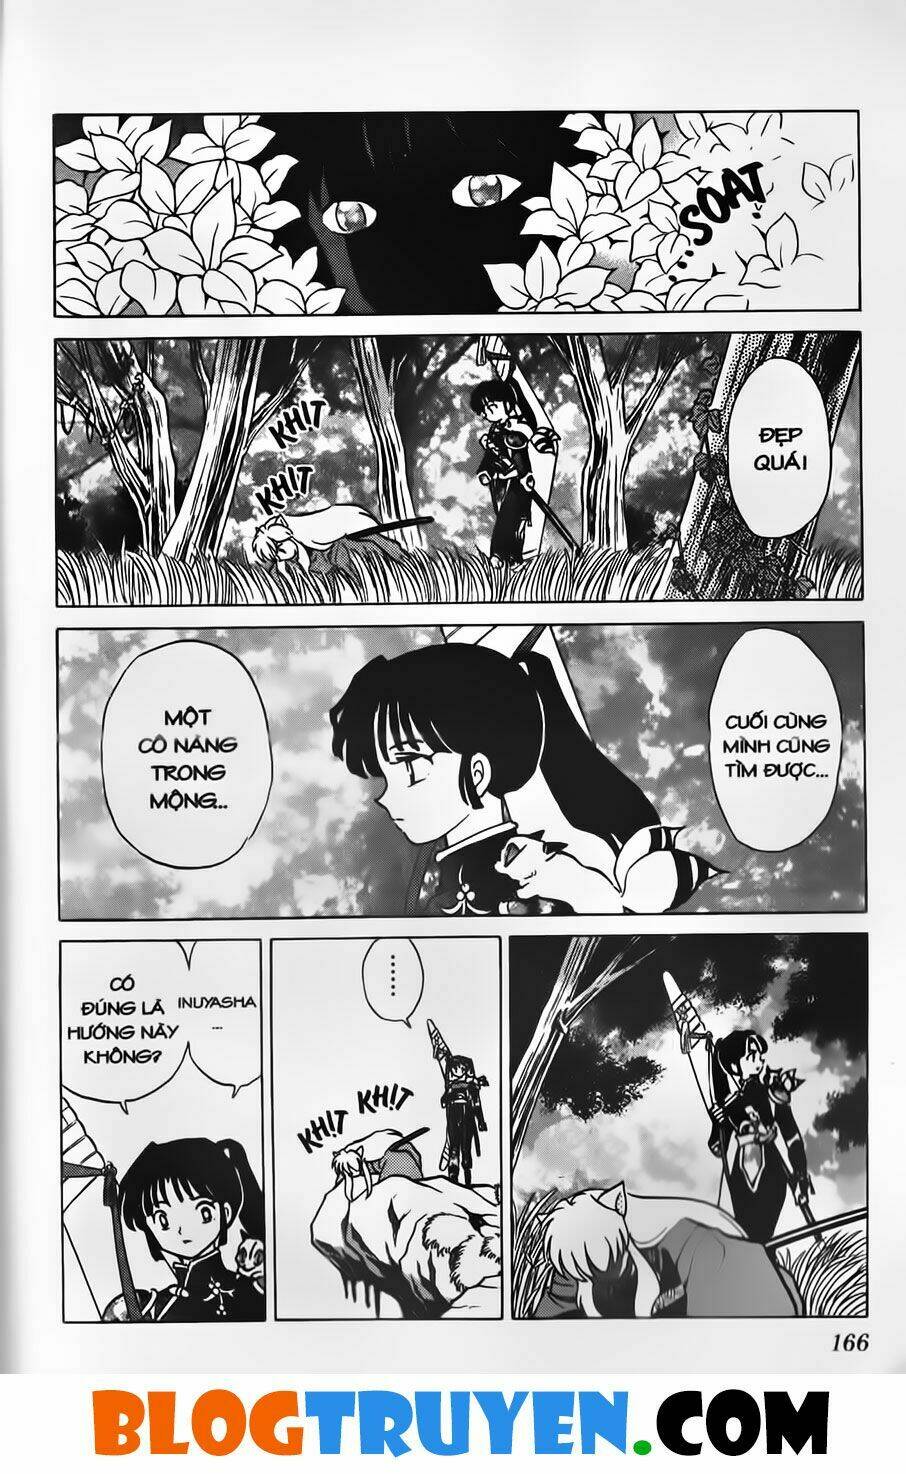 ...SOẠT...
ĐẸP
QUÁ!
KHỊT
KHỊT
CUỐI CÙNG
MÌNH CŨNG
TÌM ĐƯỢC...
MỘT
CÔ NÀNG
TRONG
MỘNG...
......
KHỊT
KHỊT
INUYASHA
...
CÓ
ĐÚNG LÀ
HƯỚNG NÀY
KHÔNG?
166
BLOGTRUYEN.COM